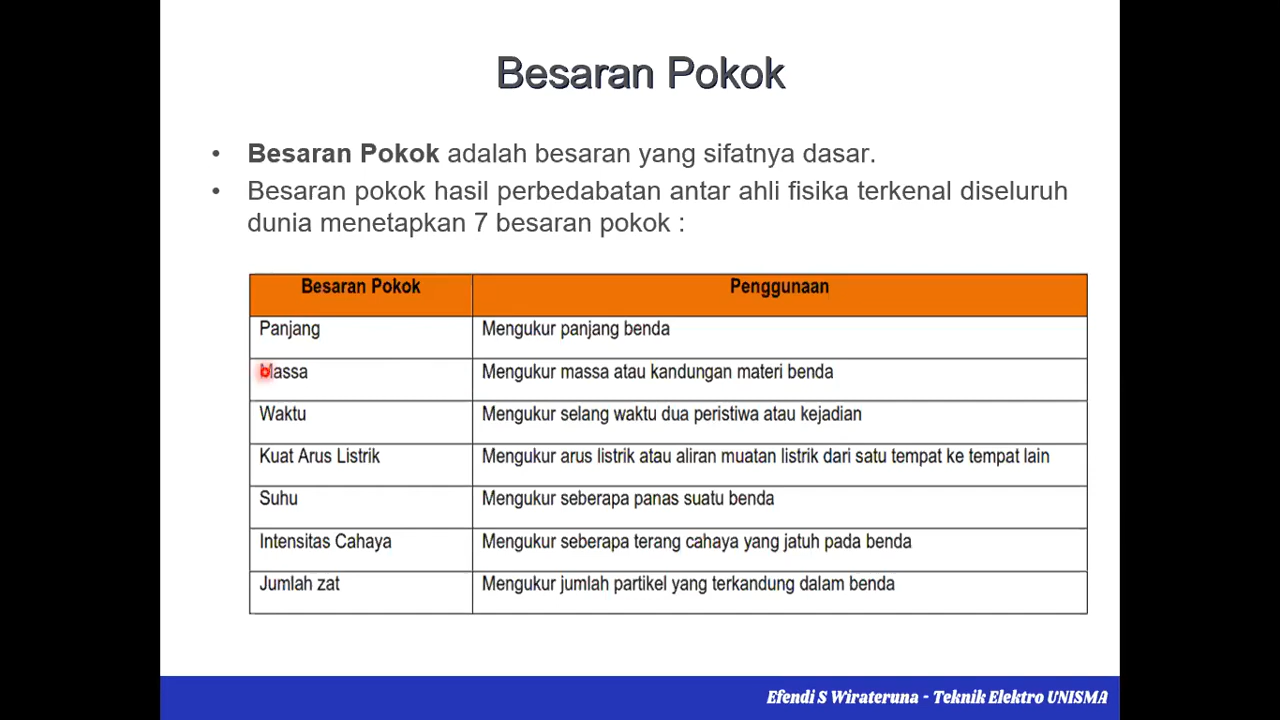 Besaran Pokok
• Besaran Pokok adalah besaran yang sifatnya dasar.
• Besaran pokok hasil perbedabatan antar ahli fisika terkenal diseluruh
dunia menetapkan 7 besaran pokok :
Besaran Pokok Penggunaan
Panjang Mengukur panjang benda
Massa Mengukur massa atau kandungan materi benda
Waktu Mengukur selang waktu dua peristiwa atau kejadian
Kuat Arus Listrik Mengukur arus listrik atau aliran muatan listrik dari satu tempat ke tempat lain
Suhu Mengukur seberapa panas suatu benda
Intensitas Cahaya Mengukur seberapa terang cahaya yang jatuh pada benda
Jumlah zat Mengukur jumlah partikel yang terkandung dalam benda
Efendi S Wirateruna - Teknik Elektro UNISMA